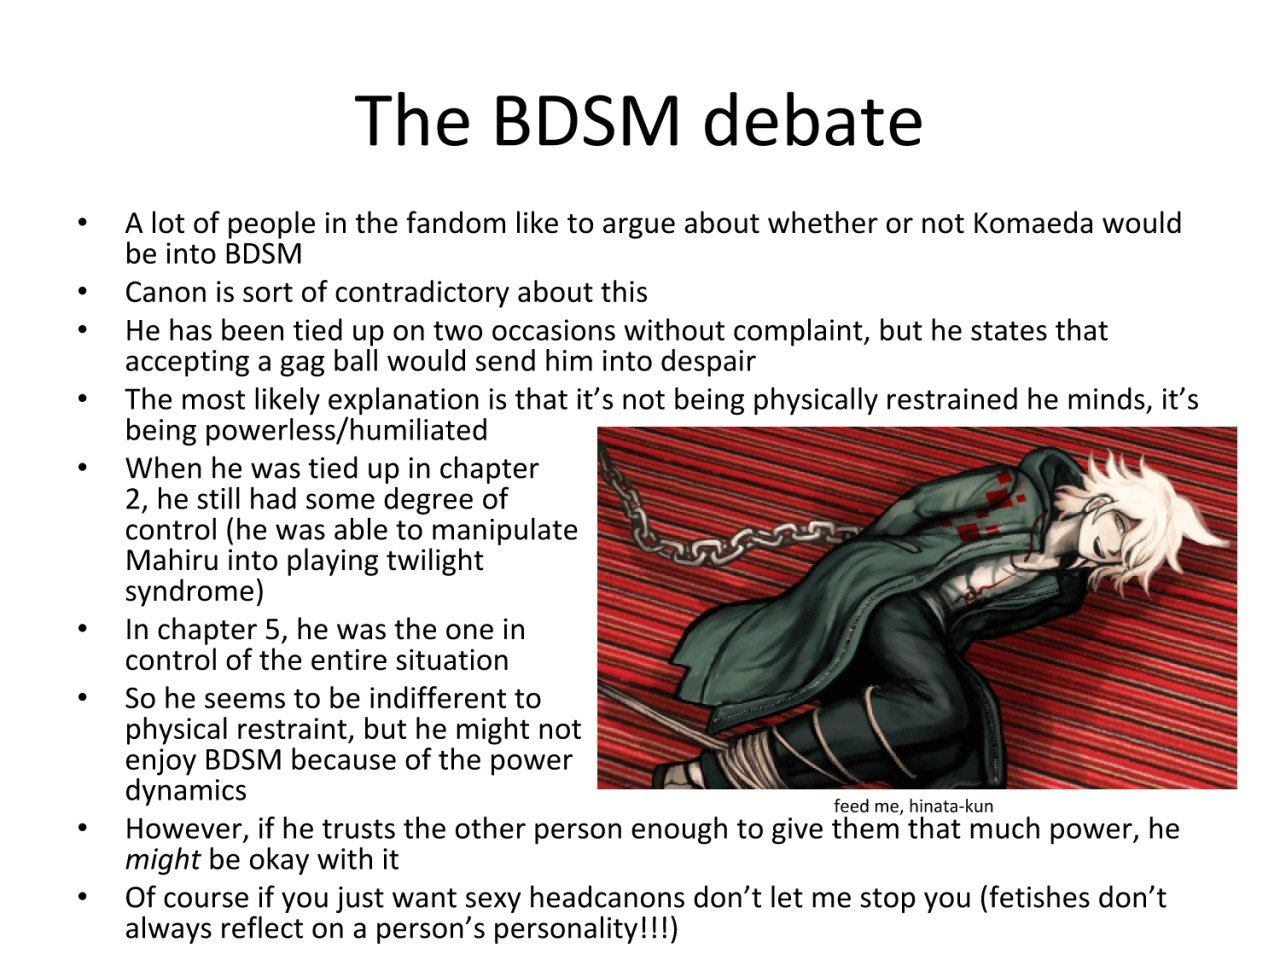 The BDSM debate
• A lot of people in the fandom like to argue about whether or not Komaeda would
be into BDSM
• Canon is sort of contradictory about this
• He has been tied up on two occasions without complaint, but he states that
accepting a gag ball would send him into despair
• The most likely explanation is that it’s not being physically restrained he minds, it’s
being powerless/humiliated
• When he was tied up in chapter
2, he still had some degree of
control (he was able to manipulate
Mahiru into playing twilight
syndrome)
• In chapter 5, he was the one in
control of the entire situation
• So he seems to be indifferent to
physical restraint, but he might not
enjoy BDSM because of the power
dynamics
feed me, hinata-kun
• However, if he trusts the other person enough to give them that much power, he
might be okay with it
• Of course if you just want sexy headcanons don’t let me stop you (fetishes don’t
always reflect on a person’s personality!!!)